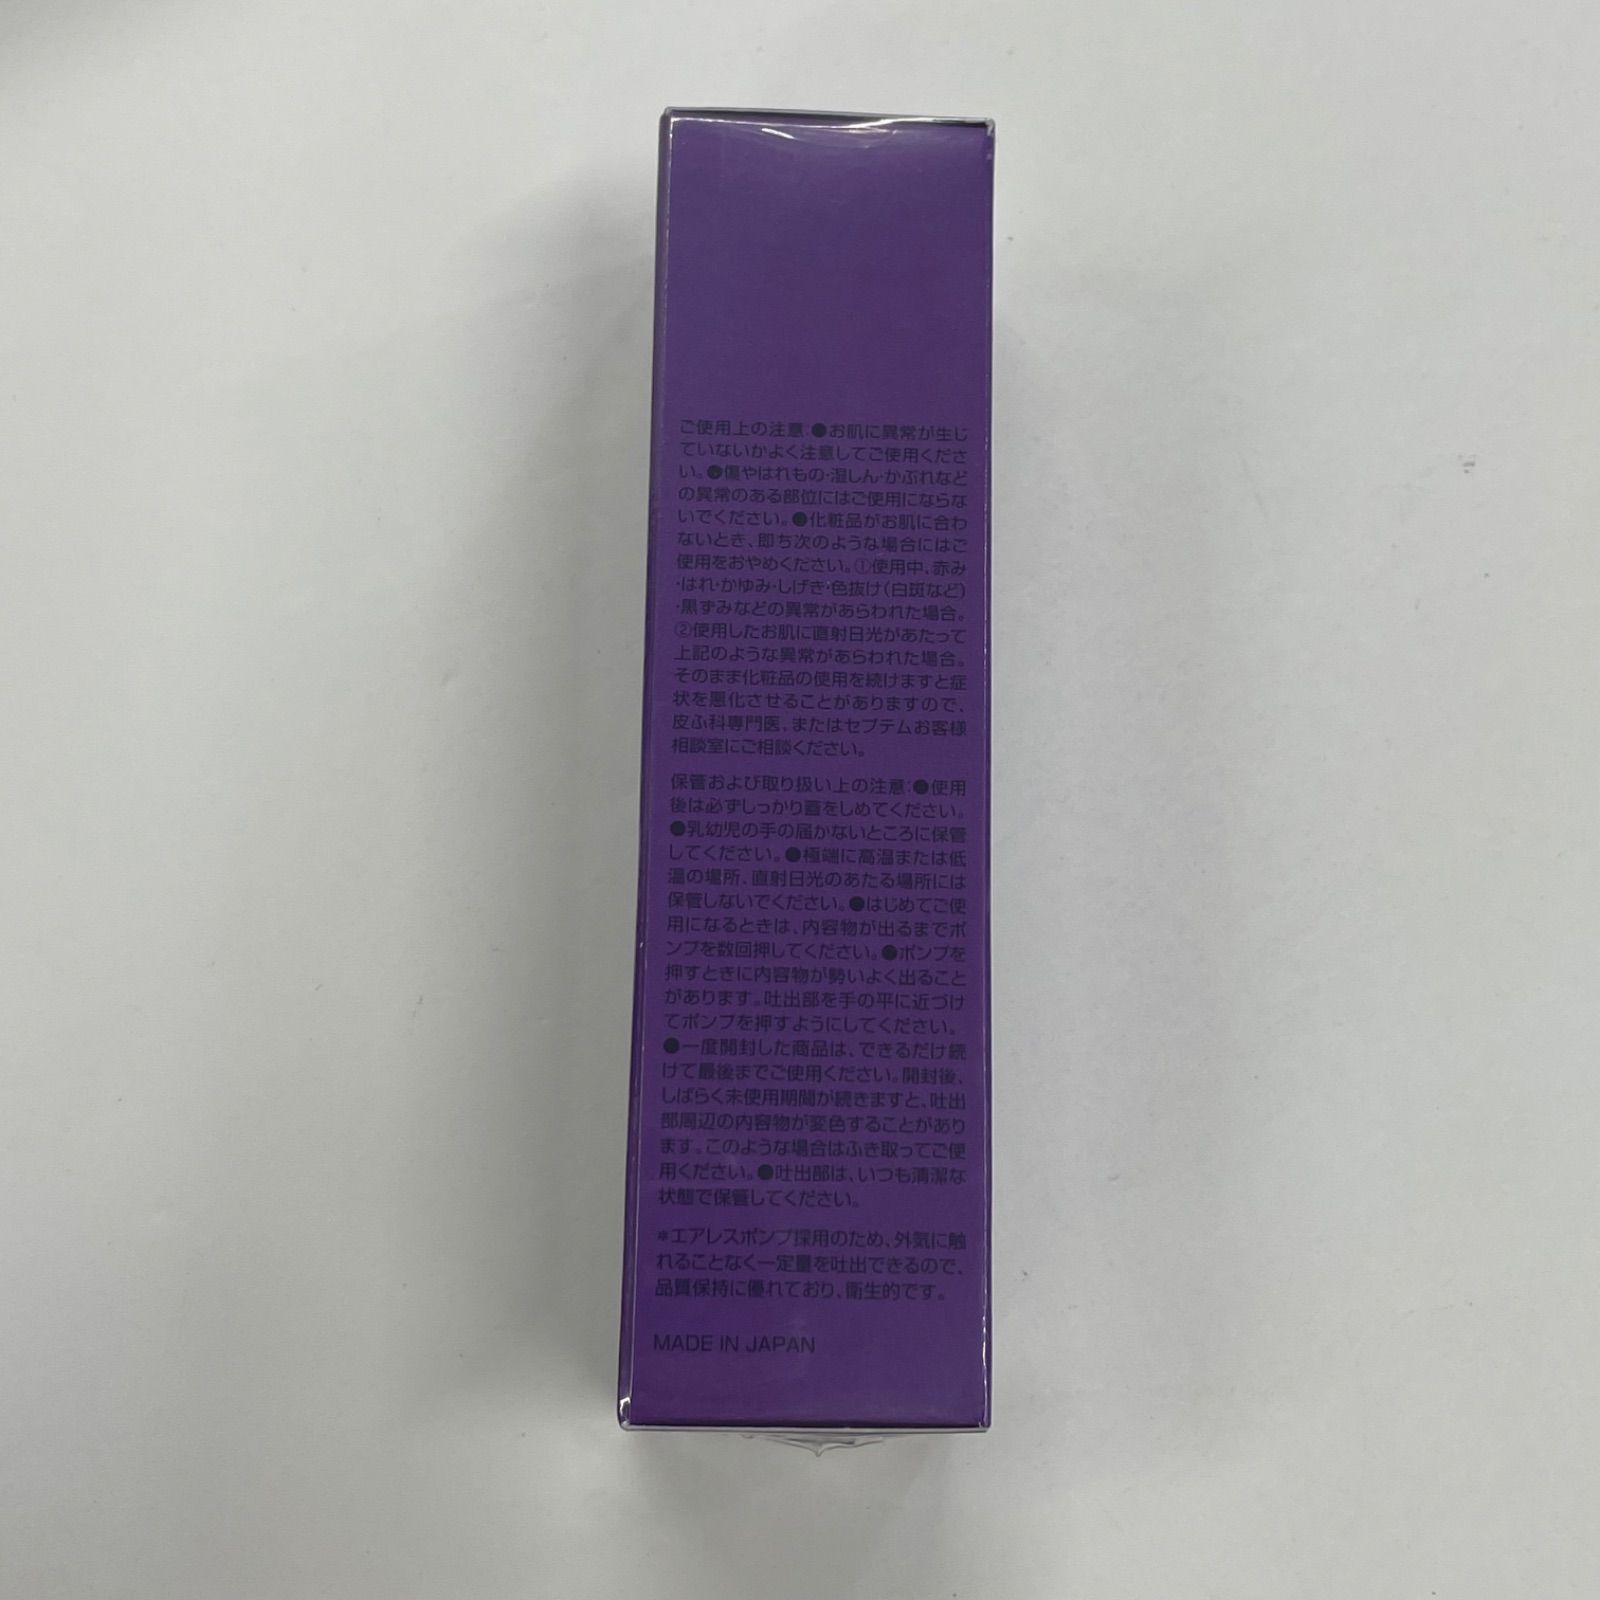 ご使用上の注意:●お肌に異常が生じ
ていないかよく注意してご使用くださ
い。●傷やはれもの・湿しん・かぶれなど
の異常のある部位にはご使用にならな
いでください。●化粧品がお肌に合わ
ないとき、即ち次のような場合にはご
使用をおやめください。①使用中、赤み
・はれ・かゆみ・しげき・色抜け(白斑など)
・黒ずみなどの異常があらわれた場合。
②使用したお肌に直射日光があたって
上記のような異常があらわれた場合。
そのまま化粧品の使用を続けますと症
状を悪化させることがありますので、
皮ふ科専門医、またはセプテムお客様
相談室にご相談ください。
保管および取り扱い上の注意:●使用
後は必ずしっかり蓋をしめてください。
●乳幼児の手の届かないところに保管
してください。●極端に高温または低
温の場所、直射日光のあたる場所には
保管しないでください。●はじめてご使
用になるときは、内容物が出るまでポ
ンプを数回押してください。●ポンプを
押すときに内容物が勢いよく出ること
があります。吐出部を手の平に近づけ
てポンプを押すようにしてください。
●一度開封した商品は、できるだけ続
けて最後までご使用ください。開封後、
しばらく未使用期間が続きますと、吐出
部周辺の内容物が変色することがあり
ます。このような場合はふき取ってご使
用ください。●吐出部は、いつも清潔な
状態で保管してください。
*エアレスポンプ採用のため、外気に触
れることなく一定量を吐出できるので、
品質保持に優れており、衛生的です。
MADE IN JAPAN